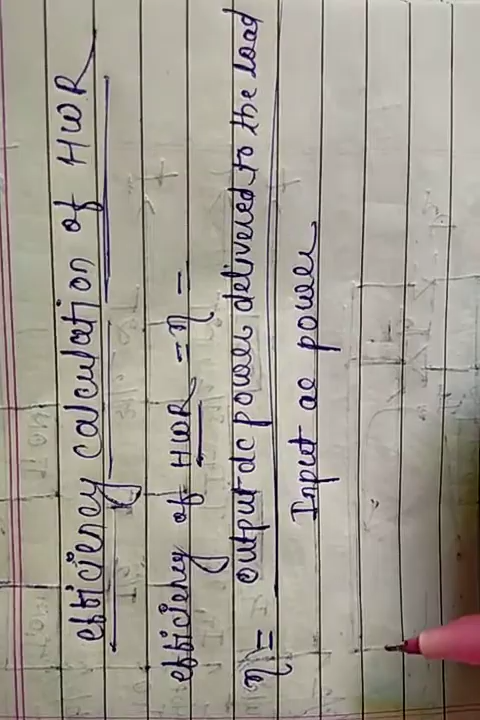 efficiency calculation of HWR
efficiency of HWR = η -
η = output dc power delivered to the load
Input ac power